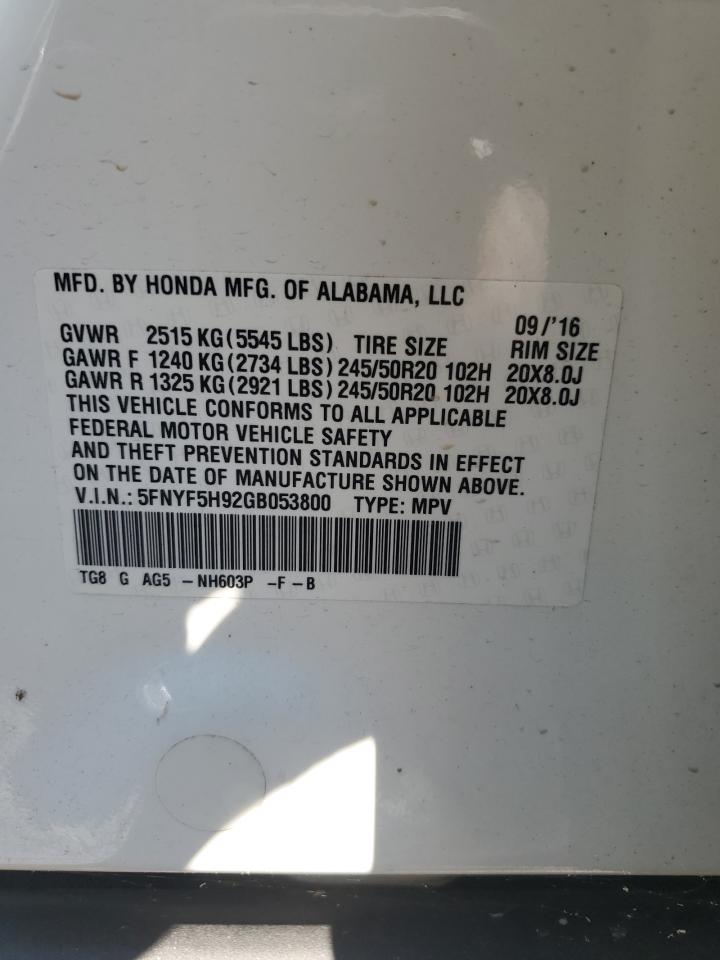 MFD. BY HONDA MFG. OF ALABAMA, LLC
09/'16
GVWR 2515 KG(5545 LBS) TIRE SIZE RIM SIZE
GAWR F 1240 KG(2734 LBS) 245/50R20 102H 20X8.0J
GAWR R 1325 KG(2921 LBS) 245/50R20 102H 20X8.0J
THIS VEHICLE CONFORMS TO ALL APPLICABLE
FEDERAL MOTOR VEHICLE SAFETY
AND THEFT PREVENTION STANDARDS IN EFFECT
ON THE DATE OF MANUFACTURE SHOWN ABOVE.
V.I.N.: 5FNYF5H92GB053800 TYPE: MPV
TG8 G AG5 -NH603P -F-B